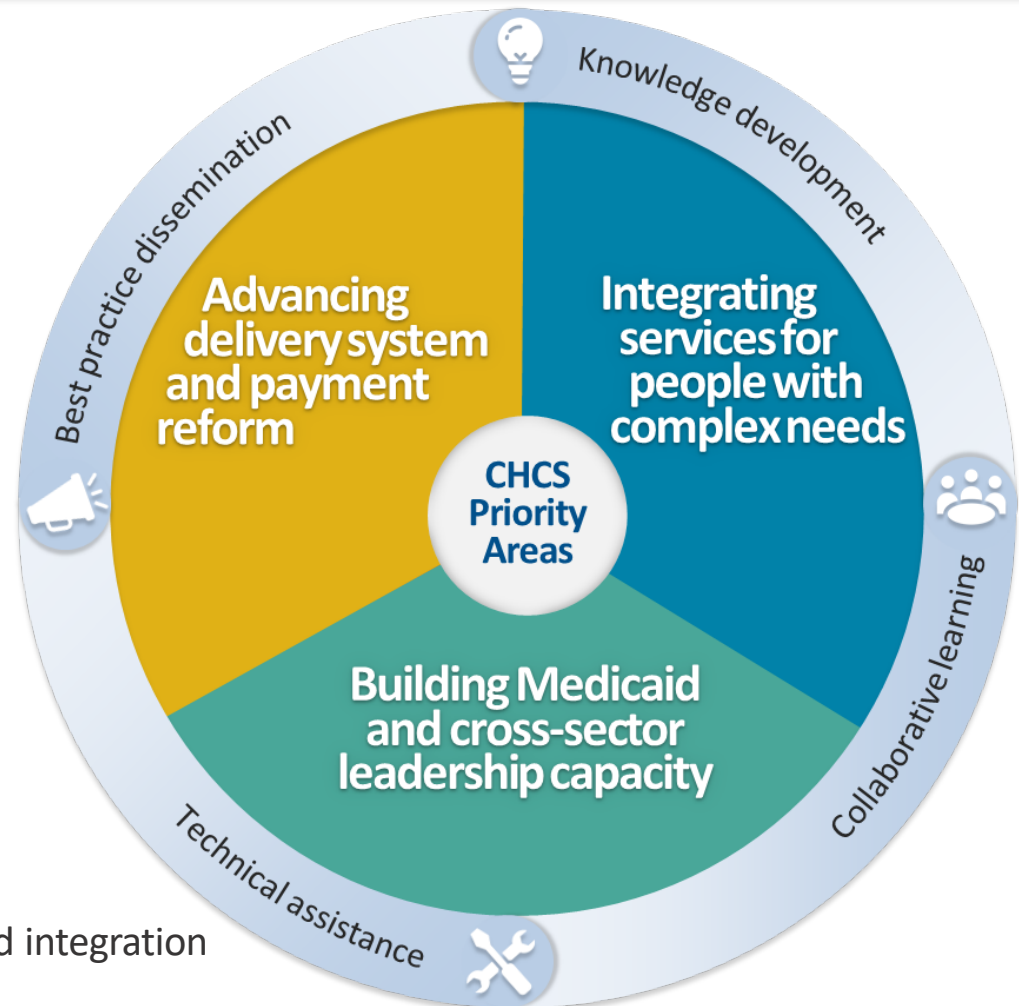 Knowledge development
Best practice dissemination
Advancing
delivery system
and payment
reform
Integrating
services for
people with
complex needs
CHCS
Priority
Areas
Building Medicaid
and cross-sector
leadership capacity
Collaborative learning
Technical assistance
integration